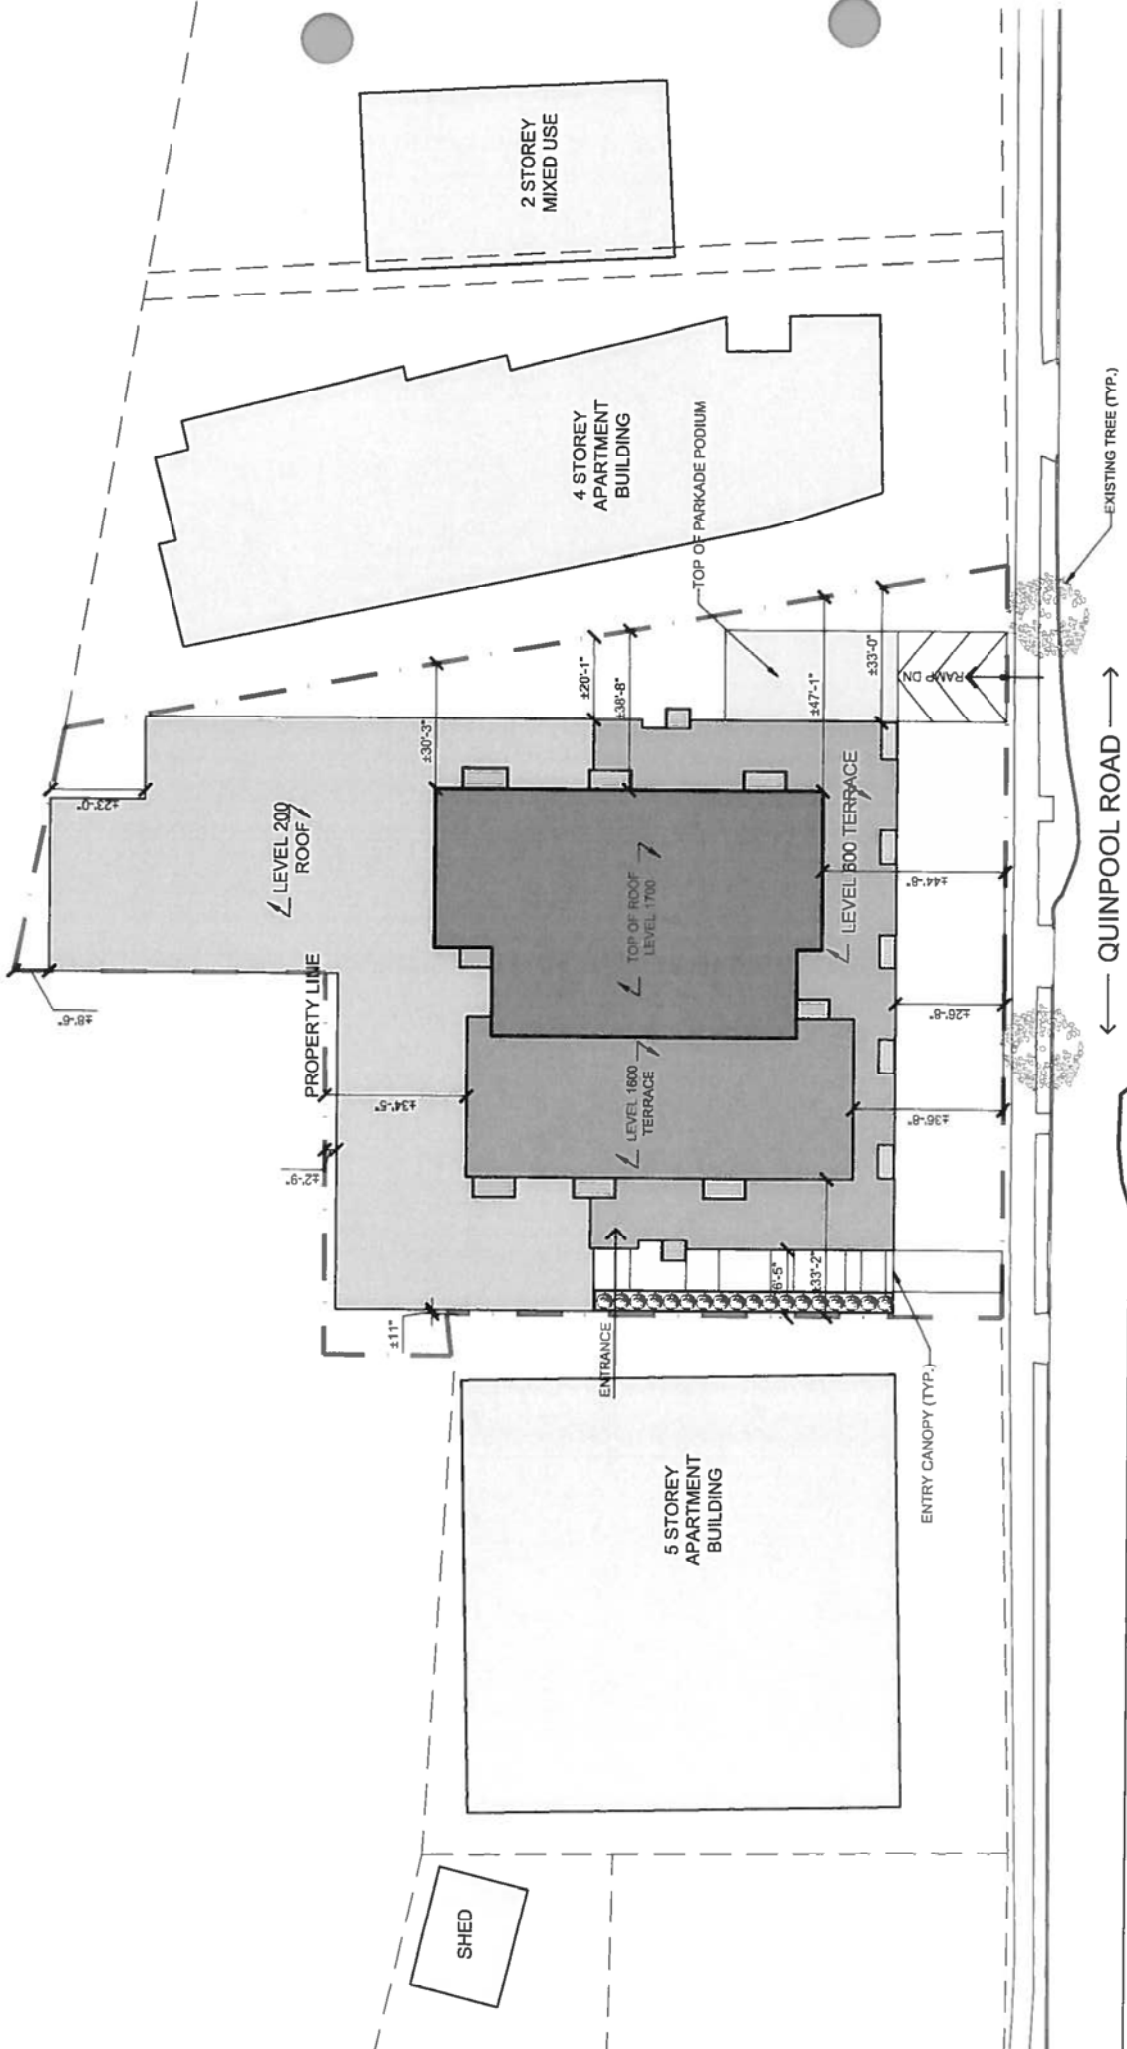 2 STOREY
MIXED USE
4 STOREY
APARTMENT
BUILDING
TOP OF PARKADE PODIUM
EXISTING TREE (TYP.)
±20'-1"
±38'-8"
±30'-3"
±47'-1"
±33'-0"
RAMP DN
±23'-0"
LEVEL 200
ROOF
TOP OF ROOF
LEVEL 1700
LEVEL 600 TERRACE
±44'-8"
QUINPOOL ROAD
±8'-6"
PROPERTY LINE
±26'-8"
±34'-5"
LEVEL 1600
TERRACE
±36'-8"
±2'-9"
6'-5"
±33'-2"
±11"
ENTRANCE
ENTRY CANOPY (TYP.)
5 STOREY
APARTMENT
BUILDING
SHED